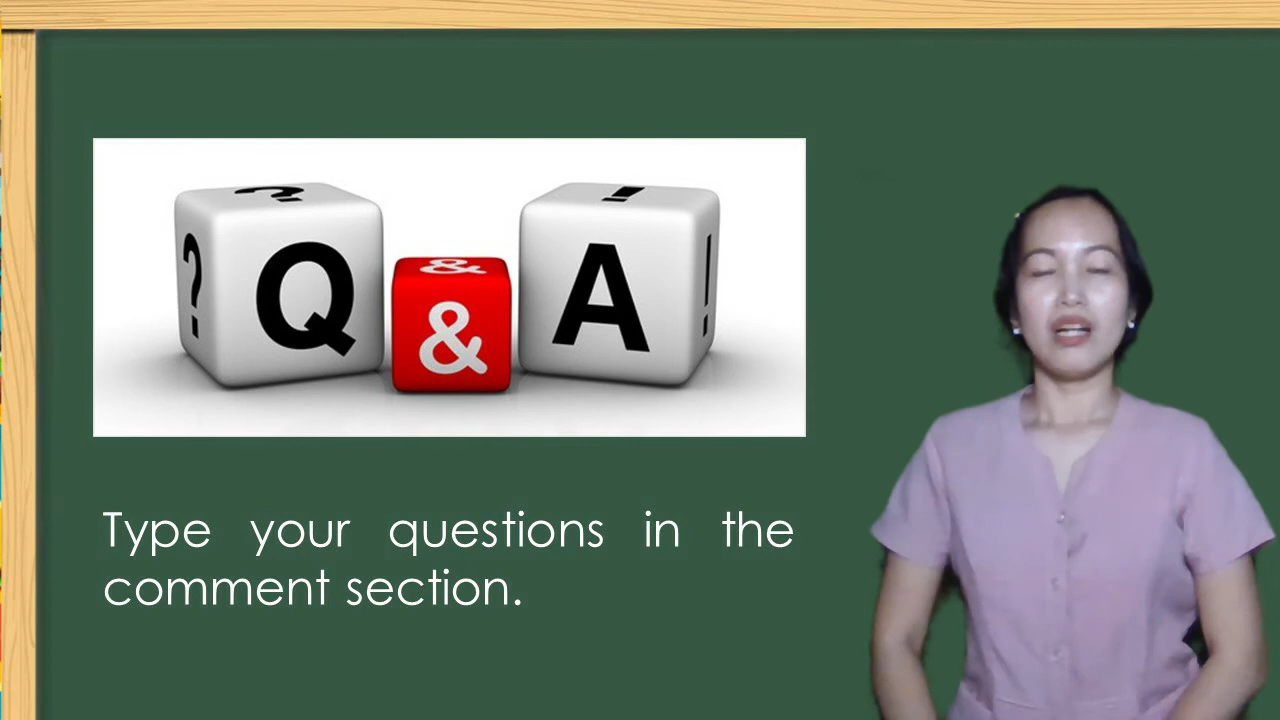 ? !
? Q & & A !
Type your questions in the
comment section.